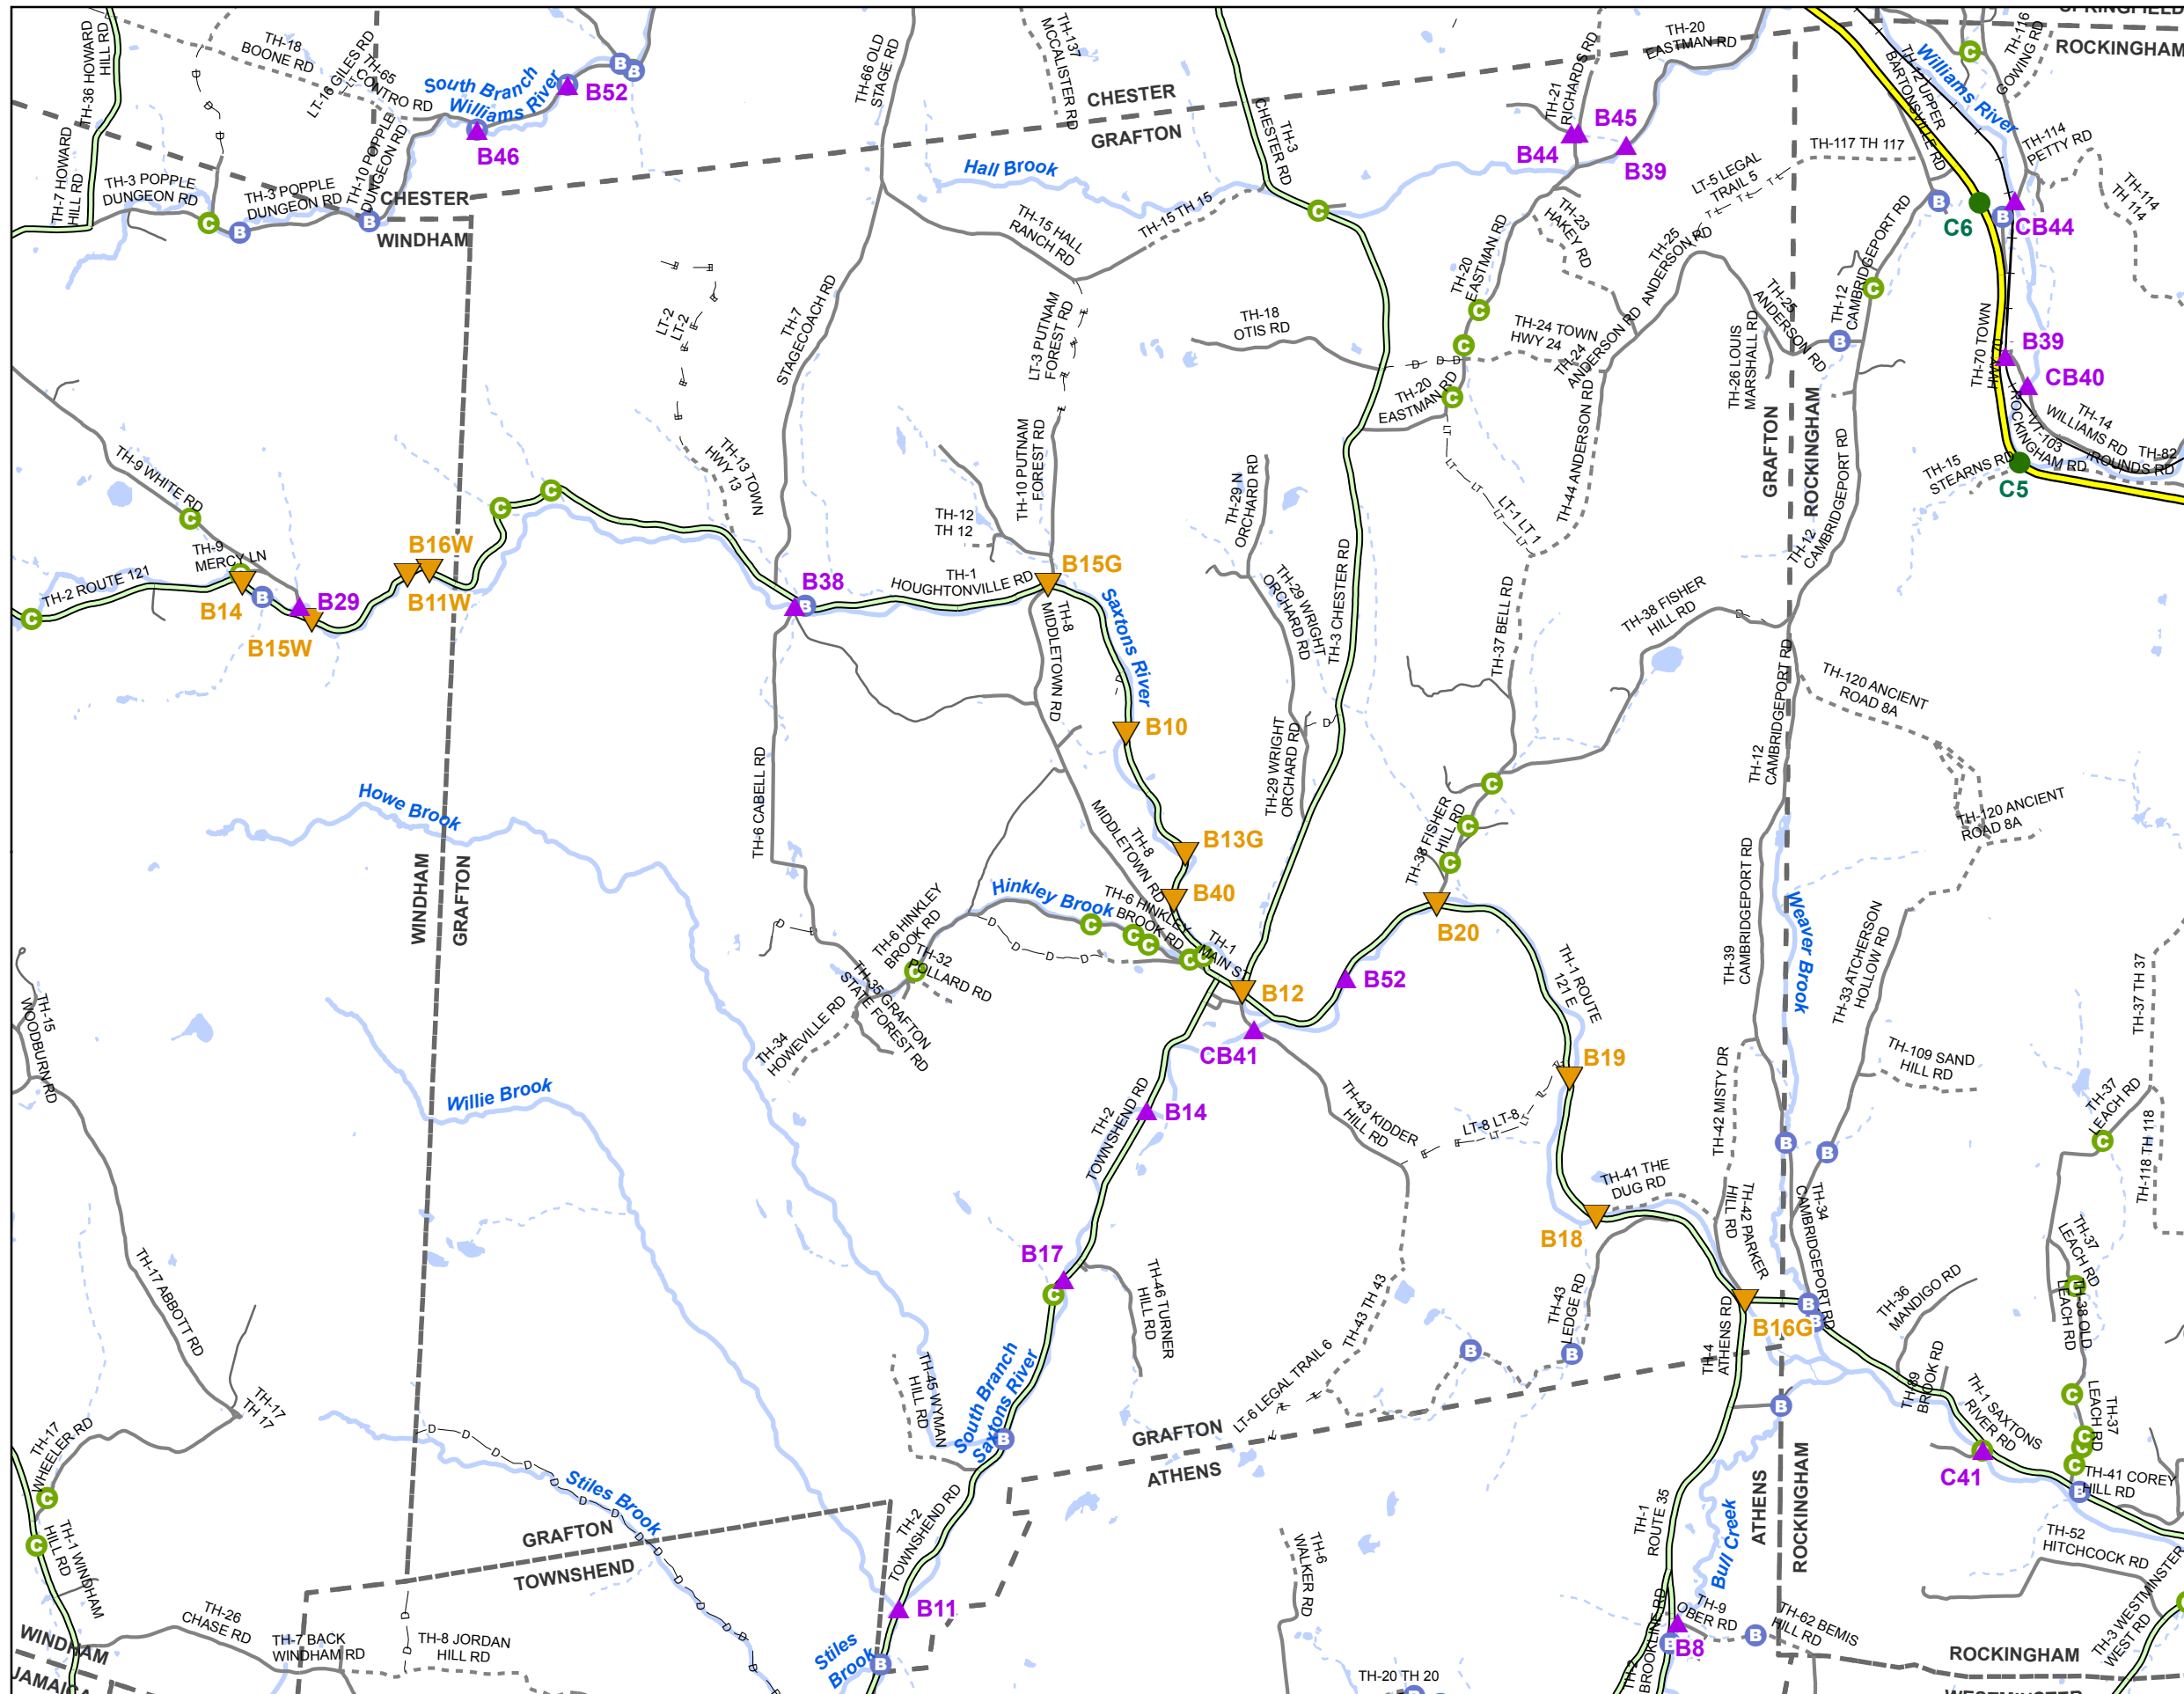 TH-36 HOWARD
HILL RD
TH-18
BOONE RD
LT-16 GILES RD
TH-65
CONTRO RD
South Branch
Williams River
B52
B46
TH-66 OLD
STAGE RD
TH-137
MCCALISTER RD
CHESTER
GRAFTON
TH-3
CHESTER RD
TH-21
RICHARDS RD
TH-20
EASTMAN RD
B45
B44
B39
TH-12 UPPER
BARTONSVILLE RD
Williams River
TH-116
GOWING RD
SPRINGFIELD
ROCKINGHAM
TH-114
PETTY RD
TH-114
TH 114
TH-117 TH 117
LT-5 LEGAL
TRAIL 5
TH-7 HOWARD
HILL RD
TH-3 POPPLE
DUNGEON RD
TH-3 POPPLE
DUNGEON RD
TH-10 POPPLE
DUNGEON RD
CHESTER
WINDHAM
Hall Brook
TH-15 HALL
RANCH RD
TH-15 TH 15
TH-23
HAKEY RD
TH-25
ANDERSON RD
C6
CB44
LT-2
LT-2
TH-7
STAGECOACH RD
LT-3 PUTNAM
FOREST RD
TH-18
OTIS RD
TH-20
EASTMAN RD
TH-24 TOWN
HWY 24
TH-24
ANDERSON RD
TH-25
ANDERSON RD
TH-26 LOUIS
MARSHALL RD
TH-12
CAMBRIDGEPORT RD
TH-70 TOWN
HWY 70
B39
CB40
TH-14
WILLIAMS RD
VT-103
ROCKINGHAM RD
TH-82
ROUNDS RD
TH-15
STEARNS RD
C5
TH-20
EASTMAN RD
GRAFTON
ROCKINGHAM
TH-9 WHITE RD
TH-13 TOWN
HWY 13
TH-10 PUTNAM
FOREST RD
TH-12
TH 12
TH-29 N
ORCHARD RD
LT-1 LT 1
TH-44 ANDERSON RD
TH-12
CAMBRIDGEPORT RD
TH-9
MERCY LN
TH-2 ROUTE 121
B14
B29
B15W
B16W
B11W
B38
TH-1
HOUGHTONVILLE RD
B15G
TH-8
MIDDLETOWN RD
Saxtons River
TH-29 WRIGHT
ORCHARD RD
TH-3 CHESTER RD
TH-37 BELL RD
TH-38 FISHER
HILL RD
TH-120 ANCIENT
ROAD 8A
B10
TH-6 CABELL RD
TH-29 WRIGHT
ORCHARD RD
TH-12
CAMBRIDGEPORT RD
TH-120 ANCIENT
ROAD 8A
Howe Brook
WINDHAM
GRAFTON
TH-8
MIDDLETOWN RD
B13G
B40
TH-38 FISHER
HILL RD
B20
TH-39
CAMBRIDGEPORT RD
Weaver Brook
TH-33 ATCHERSON
HOLLOW RD
Hinkley Brook
TH-6 HINKLEY
BROOK RD
TH-6 HINKLEY
BROOK RD
TH-32
POLLARD RD
TH-35 GRAFTON
STATE FOREST RD
TH-34
HOWEVILLE RD
TH-1
MAIN ST
B12
B52
CB41
TH-1 ROUTE
121 E
B19
TH-37 TH 37
TH-109 SAND
HILL RD
TH-15
WOODBURN RD
Willie Brook
B14
TH-2
TOWNSHEND RD
TH-43 KIDDER
HILL RD
LT-8 LT-8
TH-42 MISTY DR
TH-37
LEACH RD
TH-118 TH 118
TH-41 THE
DUG RD
B18
TH-42 PARKER
HILL RD
TH-34
CAMBRIDGEPORT RD
TH-37
LEACH RD
TH-17 ABBOTT RD
B17
TH-46 TURNER
HILL RD
TH-43 TH 43
TH-43
LEDGE RD
TH-4
ATHENS RD
B16G
TH-36
MANDIGO RD
TH-38 OLD
LEACH RD
TH-17
TH 17
TH-17
WHEELER RD
TH-45 WYMAN
HILL RD
South Branch
Saxtons River
LT-6 LEGAL TRAIL 6
GRAFTON
ATHENS
TH-89
BROOK RD
TH-1 SAXTONS
RIVER RD
C41
TH-37
LEACH RD
TH-41 COREY
HILL RD
Stiles Brook
GRAFTON
TOWNSHEND
TH-2
TOWNSHEND RD
TH-1 WINDHAM
HILL RD
TH-1
ROUTE 35
Bull Creek
ATHENS
ROCKINGHAM
TH-52
HITCHCOCK RD
TH-6
WALKER RD
B11
TH-26
CHASE RD
TH-7 BACK
WINDHAM RD
TH-8 JORDAN
HILL RD
WINDHAM
JAMAICA
Stiles
Brook
TH-20 TH 20
TH-2
BROOKLINE RD
B8
TH-9
OBER RD
TH-62 BEMIS
HILL RD
ROCKINGHAM
WESTMINSTER
TH-3 WESTMINSTER
WEST RD